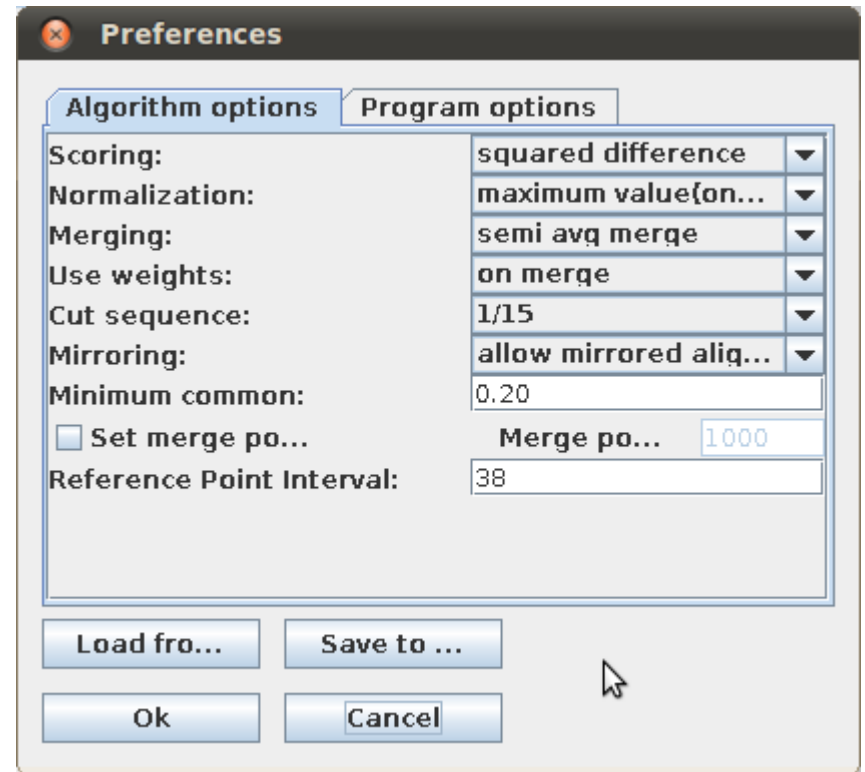 Preferences
Algorithm options Program options
Scoring: squared difference
Normalization: maximum value(on...
Merging: semi avg merge
Use weights: on merge
Cut sequence: 1/15
Mirroring: allow mirrored alig...
Minimum common: 0.20
Set merge po... Merge po... 1000
Reference Point Interval: 38
Load fro... Save to ...
Ok Cancel